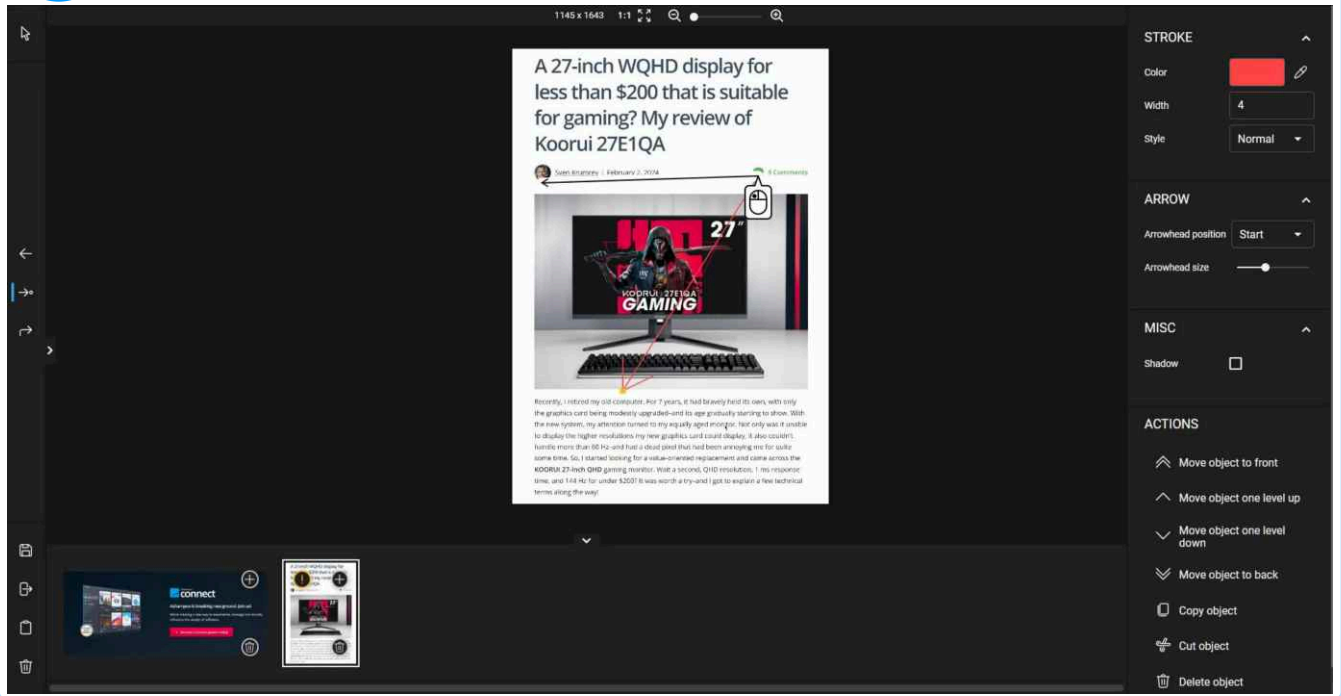 1145 x 1643 1:1
STROKE
Color
Width 4
Style Normal
ARROW
Arrowhead position Start
Arrowhead size
MISC
Shadow
ACTIONS
Move object to front
Move object one level up
Move object one level
down
Move object to back
Copy object
Cut object
Delete object
A 27-inch WQHD display for
less than $200 that is suitable
for gaming? My review of
Koorui 27E1QA
February 2, 2024
Comments
27"
KOORUI 27E1QA
GAMING
Recently, I retired my old computer. For 7 years, it had bravely held its own, with only
the graphics card being modestly upgraded–and its age gradually starting to show. With
the new system, my attention turned to my equally aged monitor. Not only was it unable
to display the higher resolutions my new graphics card could display, it also couldn't
handle more than 60 Hz–and had a dead pixel that had been annoying me for quite
some time. So, I started looking for a value-oriented replacement and came across the
KOORUI 27-inch QHD gaming monitor. Wait a second, QHD resolution, 1 ms response
time, and 144 Hz for under $200? It was worth a try–and I got to explain a few technical
terms along the way!
connect